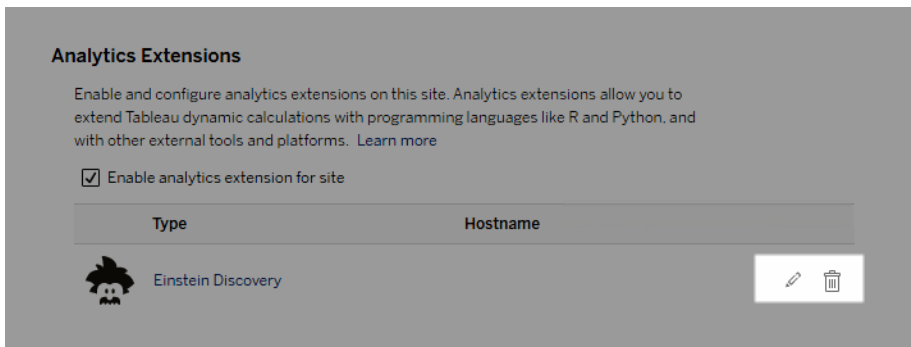 Analytics Extensions
Enable and configure analytics extensions on this site. Analytics extensions allow you to
extend Tableau dynamic calculations with programming languages like R and Python, and
with other external tools and platforms. Learn more
Enable analytics extension for site
Type Hostname
Einstein Discovery